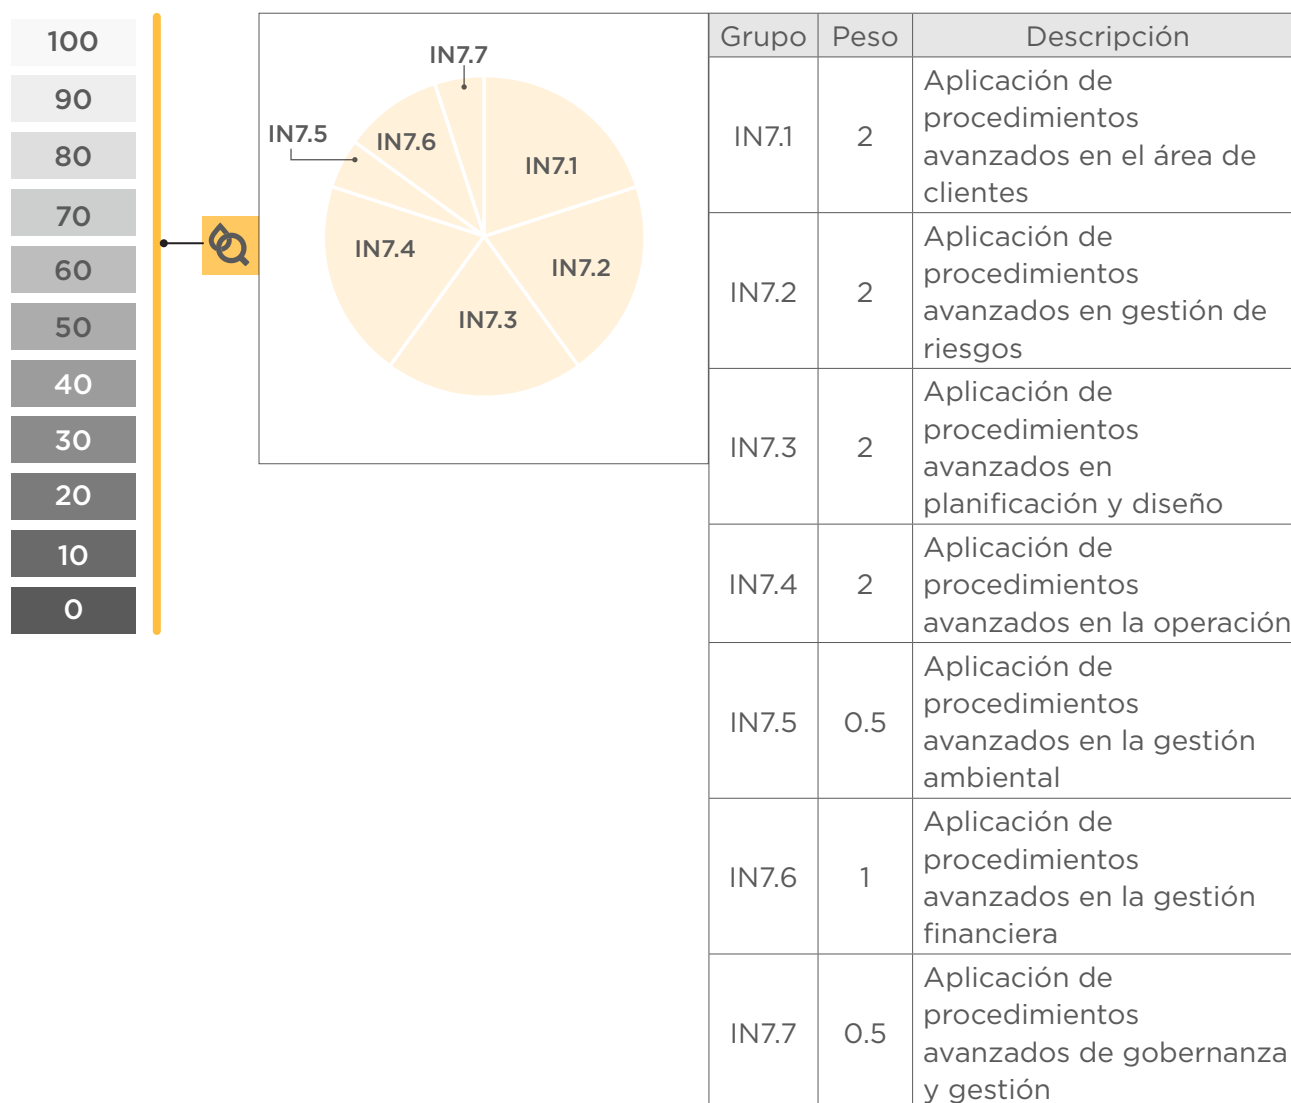 100
90
80
70
60
50
40
30
20
10
0
IN7.7
IN7.5
IN7.6
IN7.1
IN7.4
IN7.2
IN7.3
Grupo Peso Descripción
IN7.1 2 Aplicación de
procedimientos
avanzados en el área de
clientes
IN7.2 2 Aplicación de
procedimientos
avanzados en gestión de
riesgos
IN7.3 2 Aplicación de
procedimientos
avanzados en
planificación y diseño
IN7.4 2 Aplicación de
procedimientos
avanzados en la operación
IN7.5 0.5 Aplicación de
procedimientos
avanzados en la gestión
ambiental
IN7.6 1 Aplicación de
procedimientos
avanzados en la gestión
financiera
IN7.7 0.5 Aplicación de
procedimientos
avanzados de gobernanza
y gestión